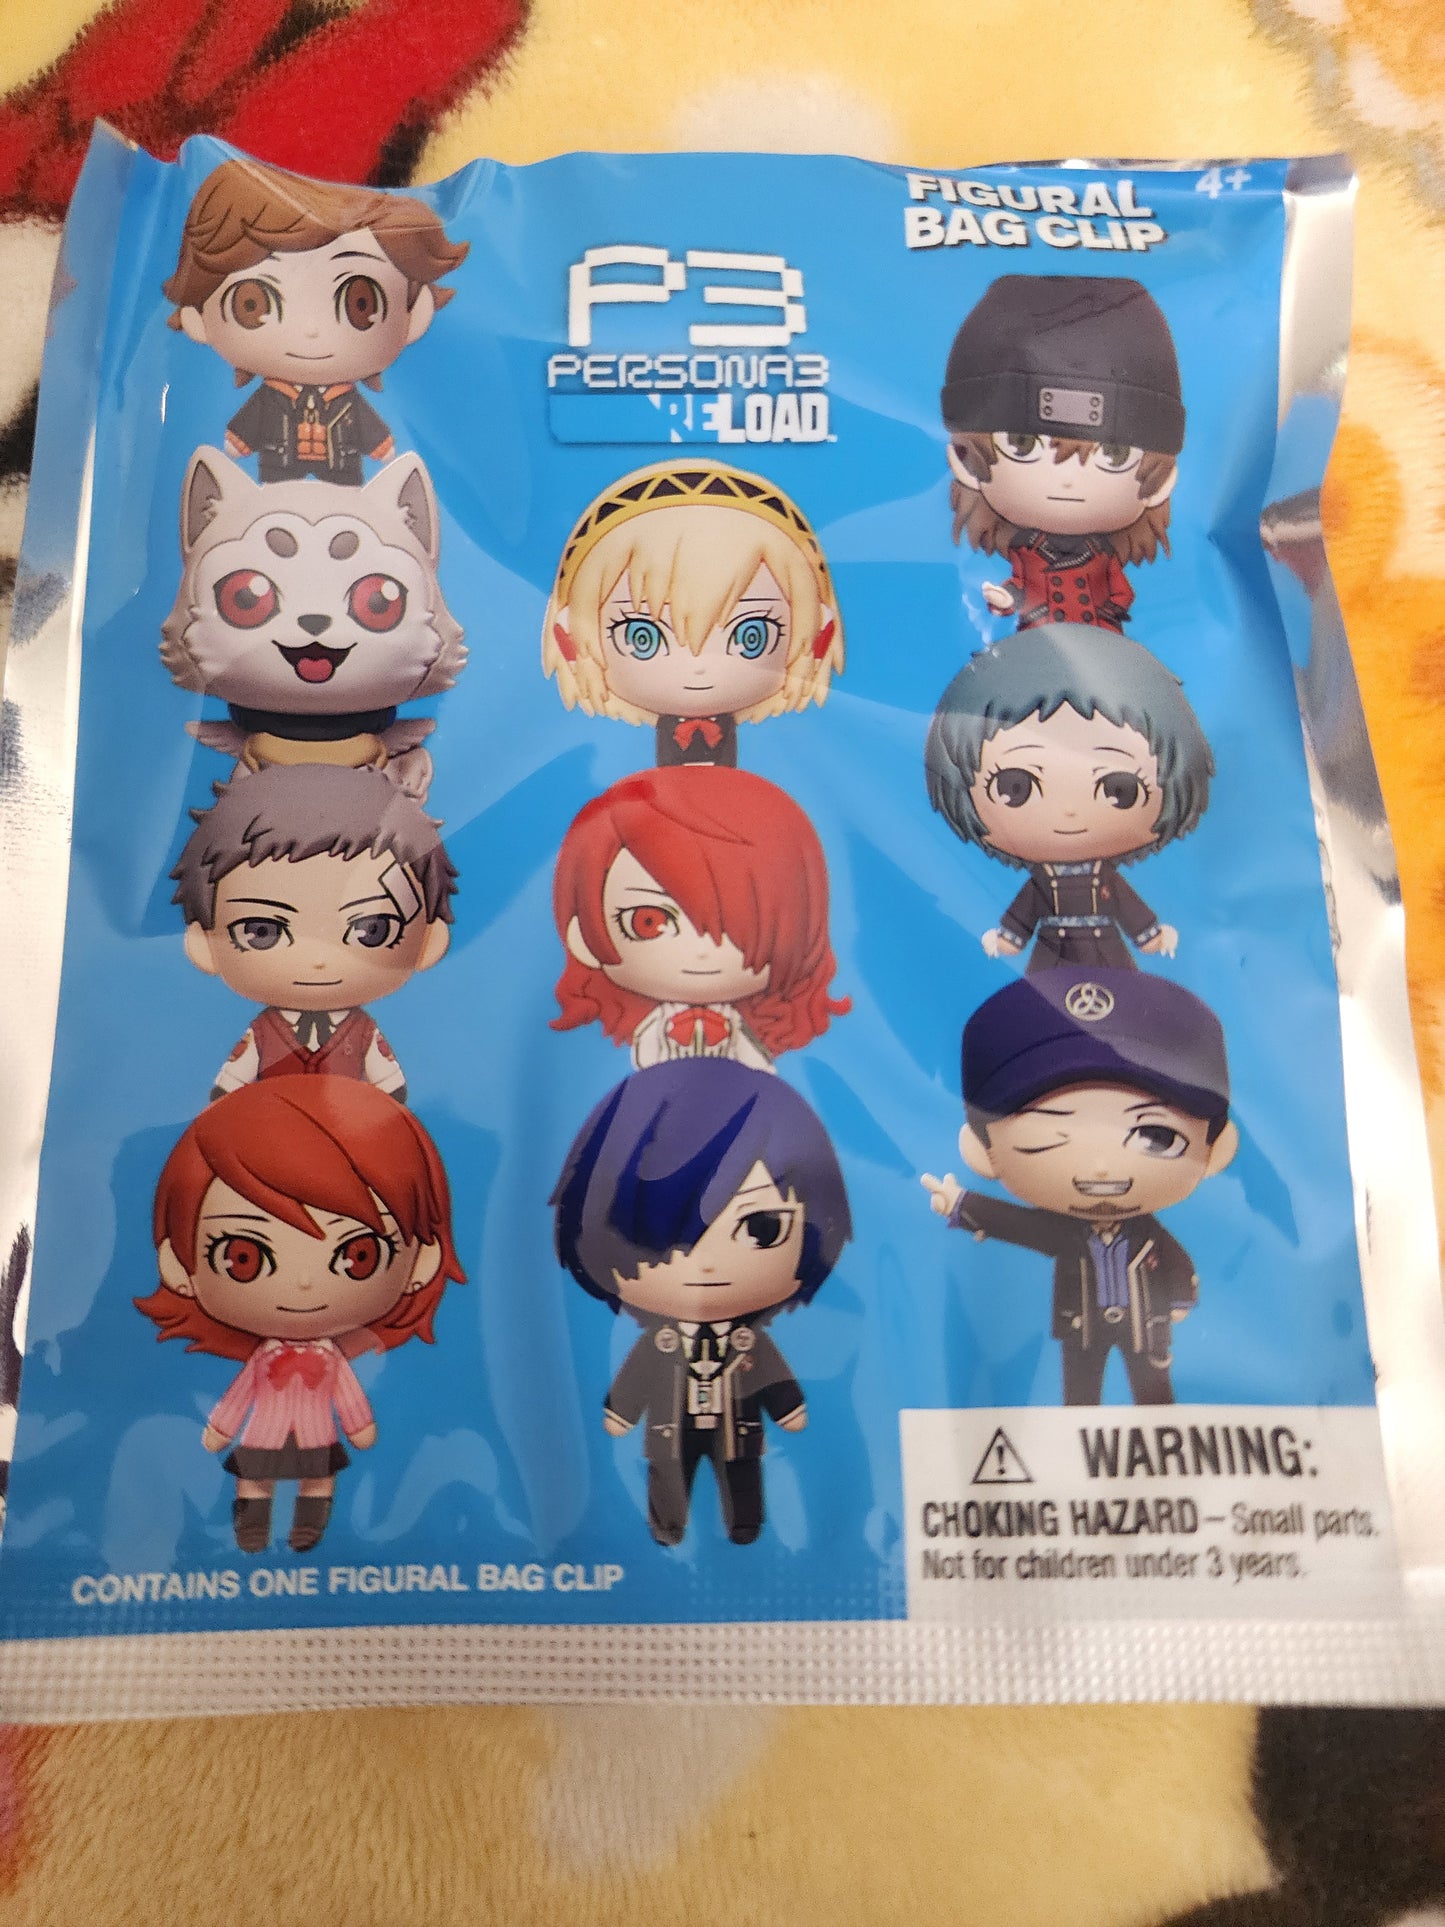 FIGURAL
BAG CLIP
4+
P3
PERSONA3
RELOAD™
WARNING:
CHOKING HAZARD – Small parts.
Not for children under 3 years.
CONTAINS ONE FIGURAL BAG CLIP